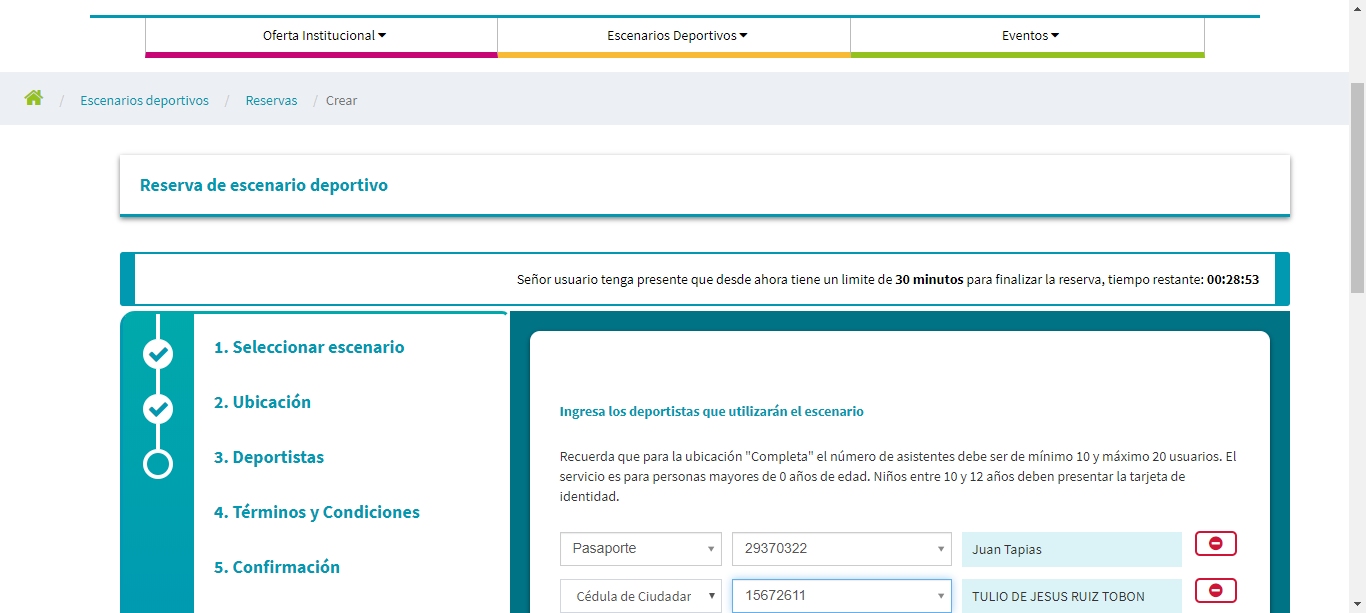 Oferta Institucional
Escenarios Deportivos
Eventos
/ Escenarios deportivos / Reservas / Crear
Reserva de escenario deportivo
Señor usuario tenga presente que desde ahora tiene un limite de 30 minutos para finalizar la reserva, tiempo restante: 00:28:53
1. Seleccionar escenario
2. Ubicación
3. Deportistas
4. Términos y Condiciones
5. Confirmación
Ingresa los deportistas que utilizarán el escenario
Recuerda que para la ubicación "Completa" el número de asistentes debe ser de mínimo 10 y máximo 20 usuarios. El
servicio es para personas mayores de 0 años de edad. Niños entre 10 y 12 años deben presentar la tarjeta de
identidad.
Pasaporte 29370322 Juan Tapias
Cédula de Ciudadar 15672611 TULIO DE JESUS RUIZ TOBON